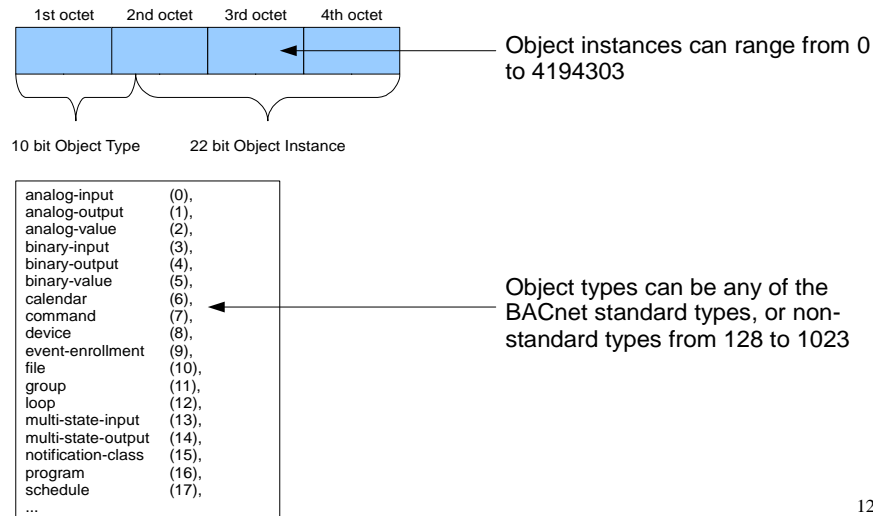 1st octet 2nd octet 3rd octet 4th octet
Object instances can range from 0
to 4194303
10 bit Object Type 22 bit Object Instance
analog-input (0),
analog-output (1),
analog-value (2),
binary-input (3),
binary-output (4),
binary-value (5),
calendar (6),
command (7),
device (8),
event-enrollment (9),
file (10),
group (11),
loop (12),
multi-state-input (13),
multi-state-output (14),
notification-class (15),
program (16),
schedule (17),
...
Object types can be any of the
BACnet standard types, or non-
standard types from 128 to 1023
12